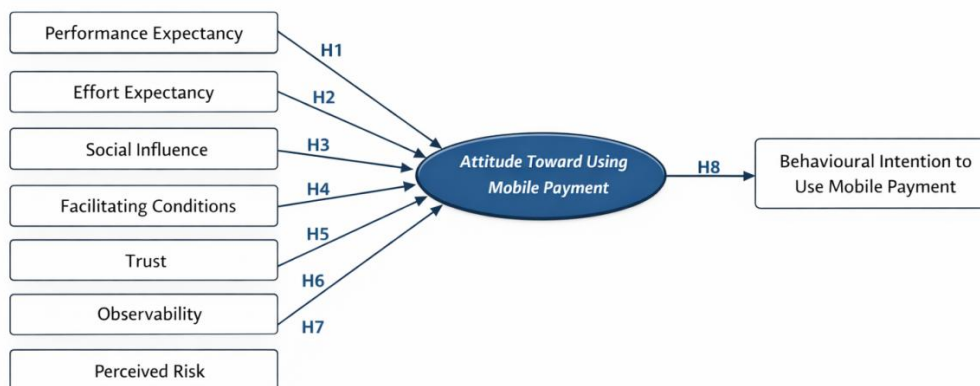 Performance Expectancy
H1
Effort Expectancy
H2
Social Influence
H3
Attitude Toward Using
Mobile Payment
H8
Behavioural Intention to
Use Mobile Payment
Facilitating Conditions
H4
Trust
H5
Observability
H6
H7
Perceived Risk